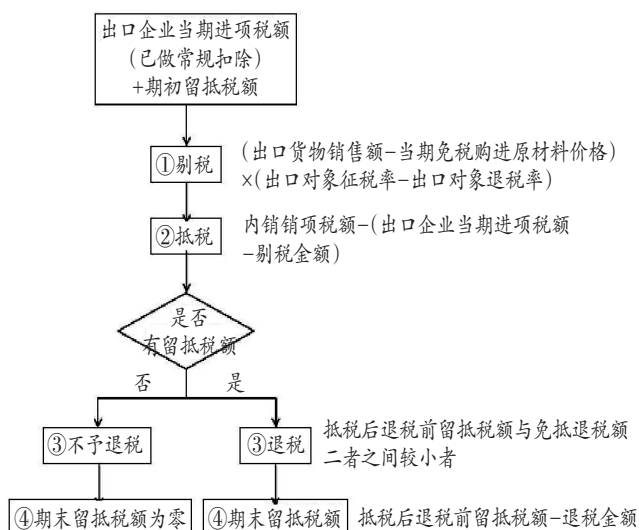 出口企业当期进项税额
(已做常规扣除)
+期初留抵税额
①剔税
(出口货物销售额-当期免税购进原材料价格)
×(出口对象征税率-出口对象退税率)
②抵税
内销销项税额-(出口企业当期进项税额
-剔税金额)
是否
有留抵税额
否
是
③不予退税
③退税
抵税后退税前留抵税额与免抵退税额
二者之间较小者
④期末留抵税额为零
④期末留抵税额
抵税后退税前留抵税额-退税金额